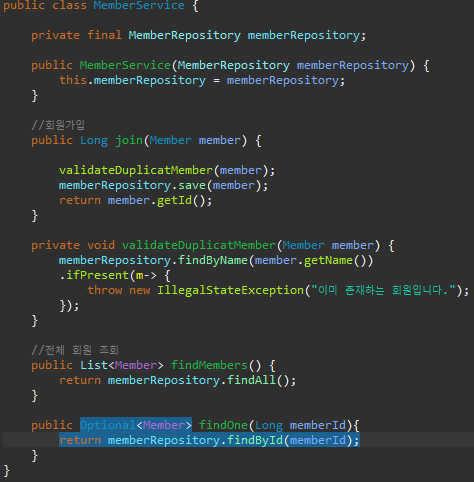 public class MemberService {
private final MemberRepository memberRepository;
public MemberService(MemberRepository memberRepository) {
this.memberRepository = memberRepository;
}
//회원가입
public Long join(Member member) {
validateDuplicatMember(member);
memberRepository.save(member);
return member.getId();
}
private void validateDuplicatMember(Member member) {
memberRepository.findByName(member.getName())
.ifPresent(m-> {
throw new IllegalStateException("이미 존재하는 회원입니다.");
});
}
//전체 회원 조회
public List<Member> findMembers() {
return memberRepository.findAll();
}
public Optional<Member> findOne(Long memberId){
return memberRepository.findById(memberId);
}
}